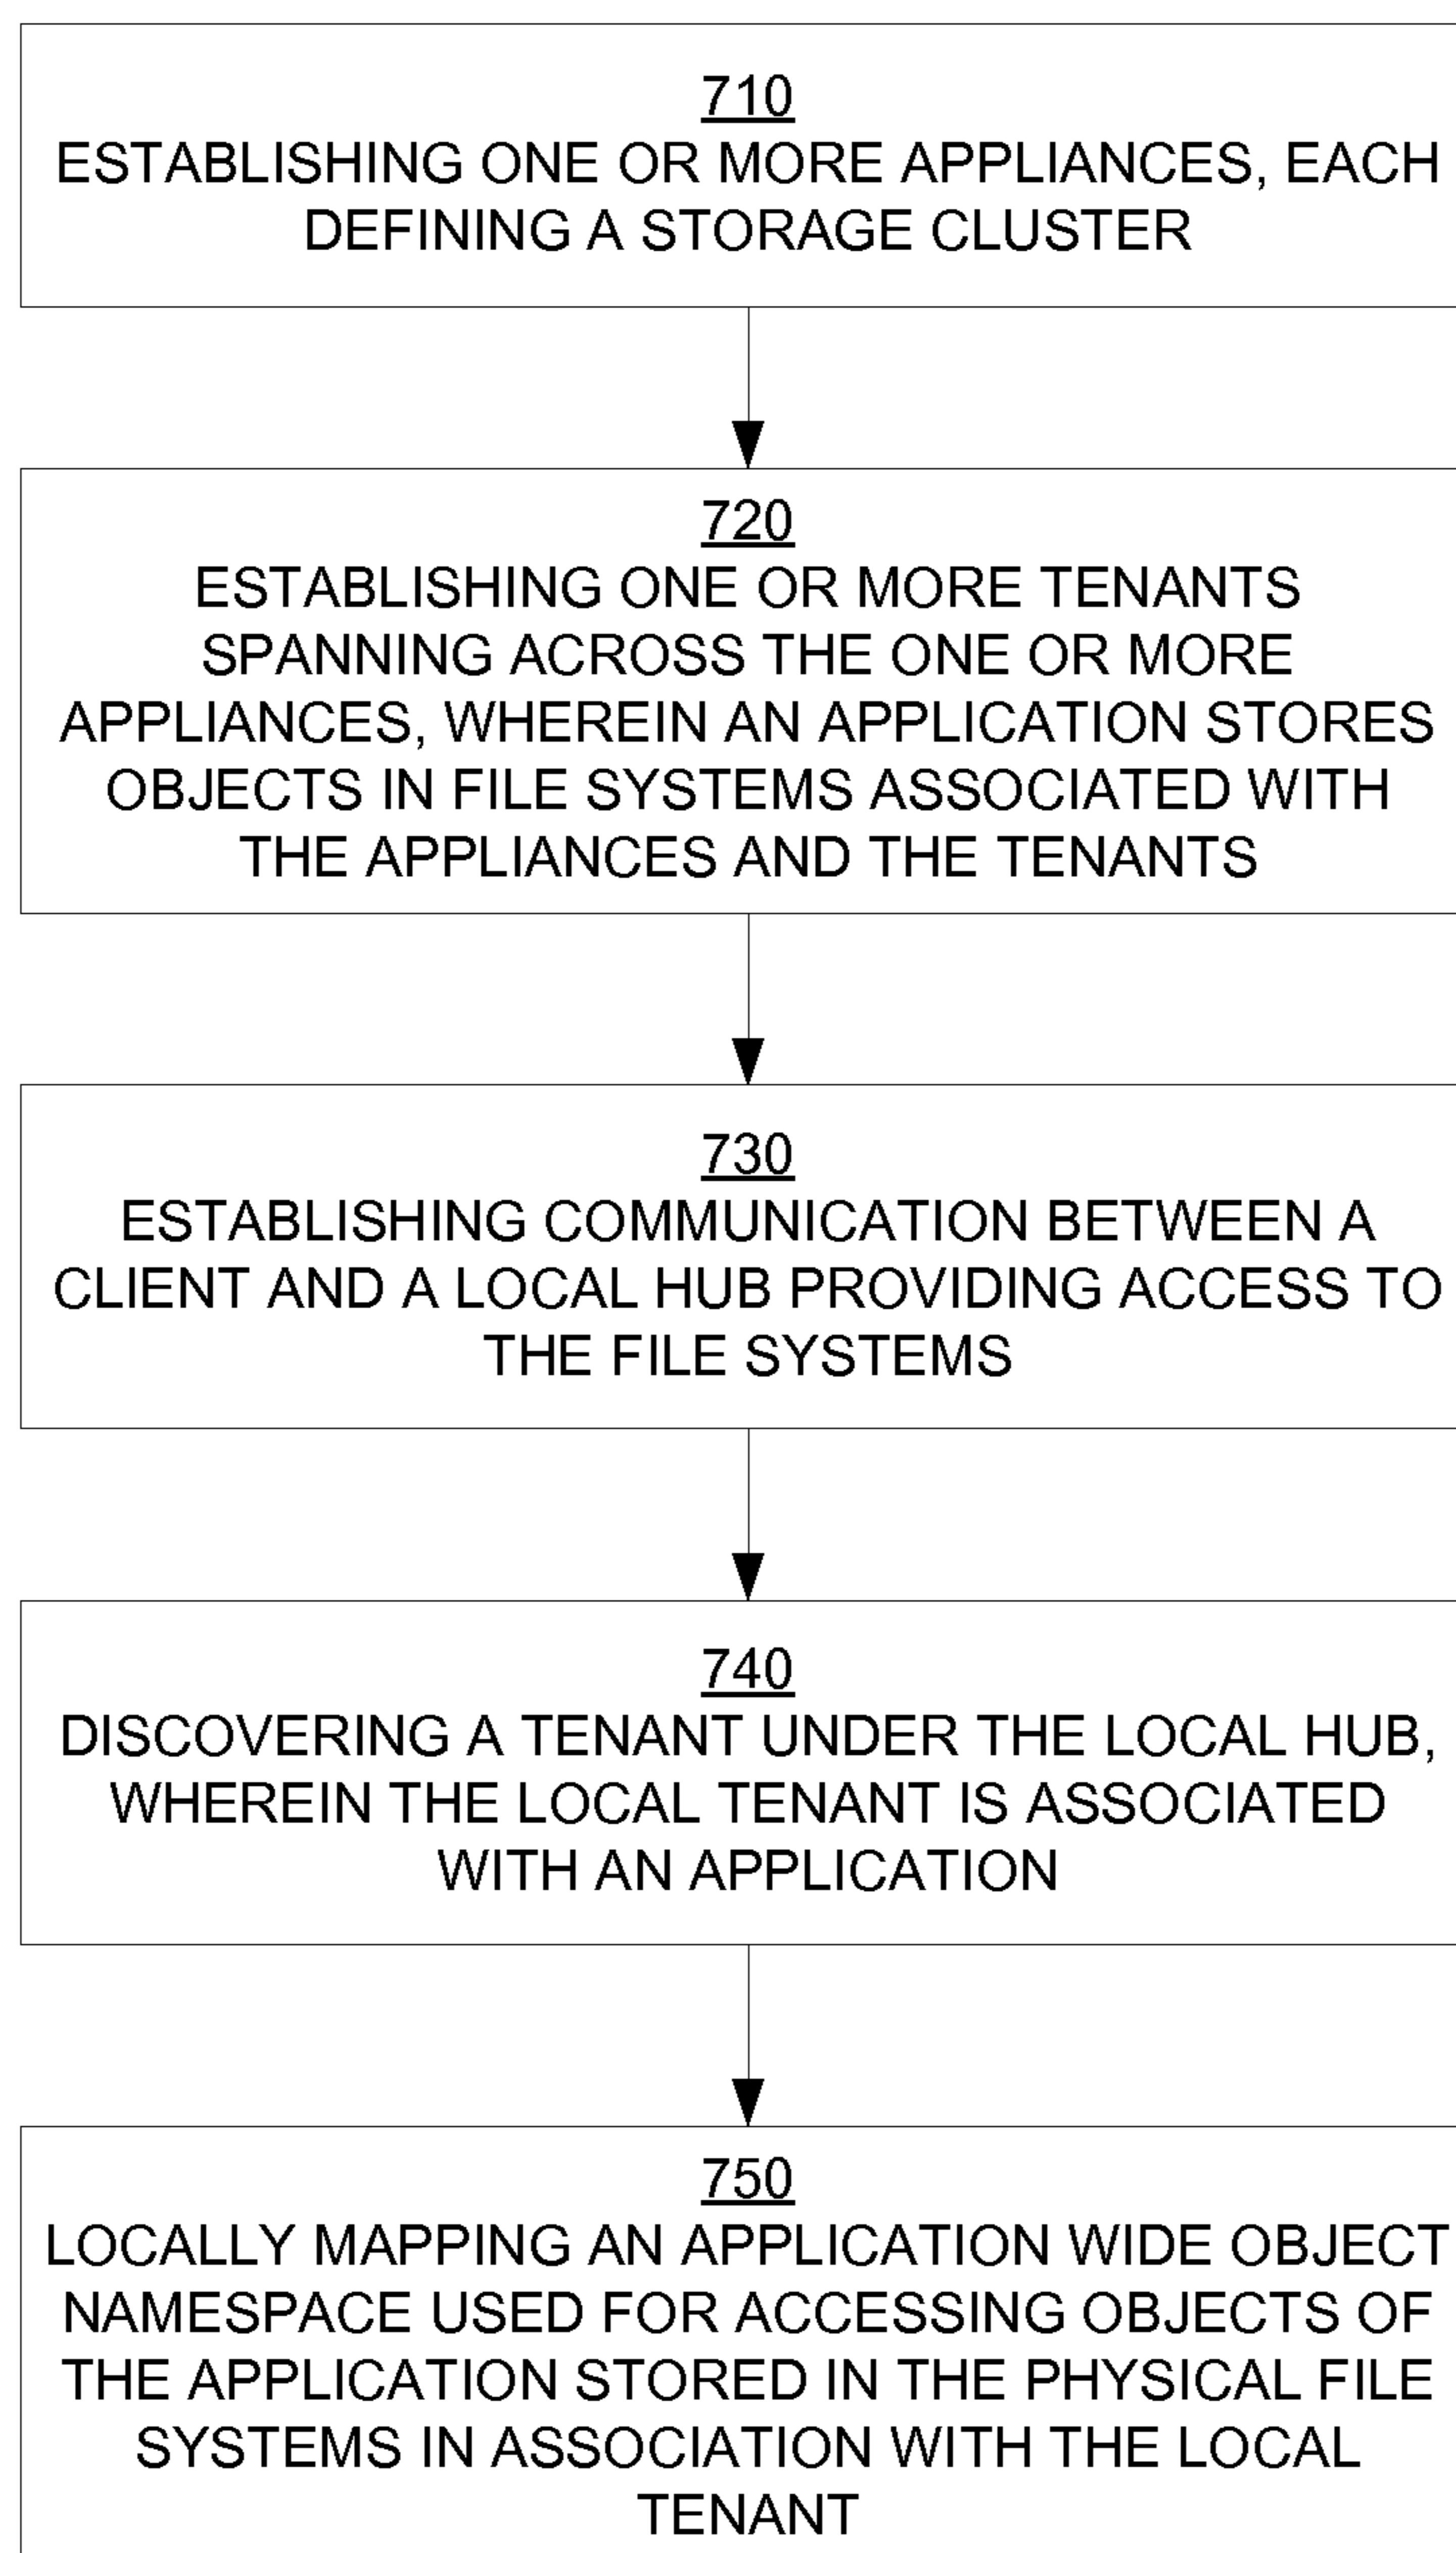 710
ESTABLISHING ONE OR MORE APPLIANCES, EACH
DEFINING A STORAGE CLUSTER
720
ESTABLISHING ONE OR MORE TENANTS
SPANNING ACROSS THE ONE OR MORE
APPLIANCES, WHEREIN AN APPLICATION STORES
OBJECTS IN FILE SYSTEMS ASSOCIATED WITH
THE APPLIANCES AND THE TENANTS
730
ESTABLISHING COMMUNICATION BETWEEN A
CLIENT AND A LOCAL HUB PROVIDING ACCESS TO
THE FILE SYSTEMS
740
DISCOVERING A TENANT UNDER THE LOCAL HUB,
WHEREIN THE LOCAL TENANT IS ASSOCIATED
WITH AN APPLICATION
750
LOCALLY MAPPING AN APPLICATION WIDE OBJECT
NAMESPACE USED FOR ACCESSING OBJECTS OF
THE APPLICATION STORED IN THE PHYSICAL FILE
SYSTEMS IN ASSOCIATION WITH THE LOCAL
TENANT